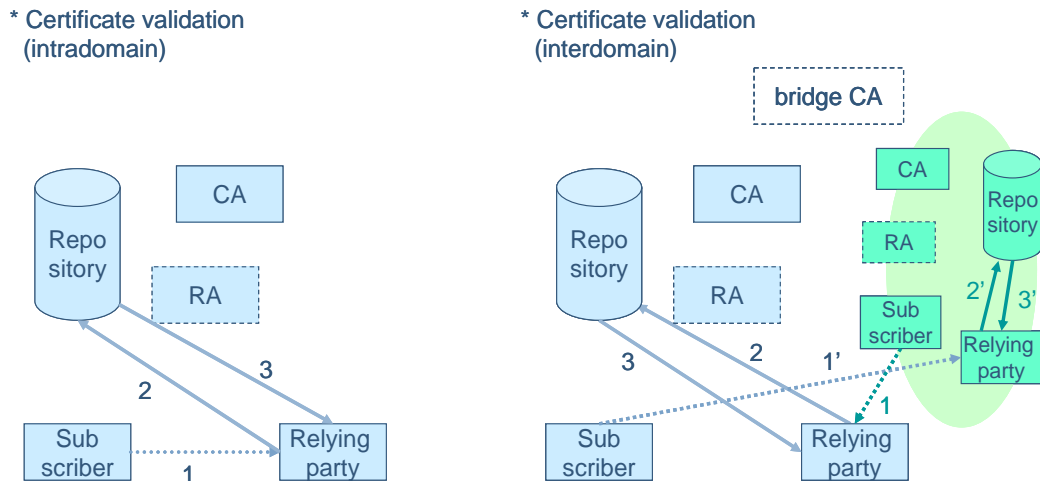 * Certificate validation
(intradomain)
CA
Repo
sitory
RA
3
2
Sub
scriber
1
Relying
party
* Certificate validation
(interdomain)
bridge CA
CA
Repo
sitory
RA
3
2
1’
1
Sub
scriber
Relying
party
CA
Repo
sitory
RA
2’
3’
Sub
scriber
Relying
party